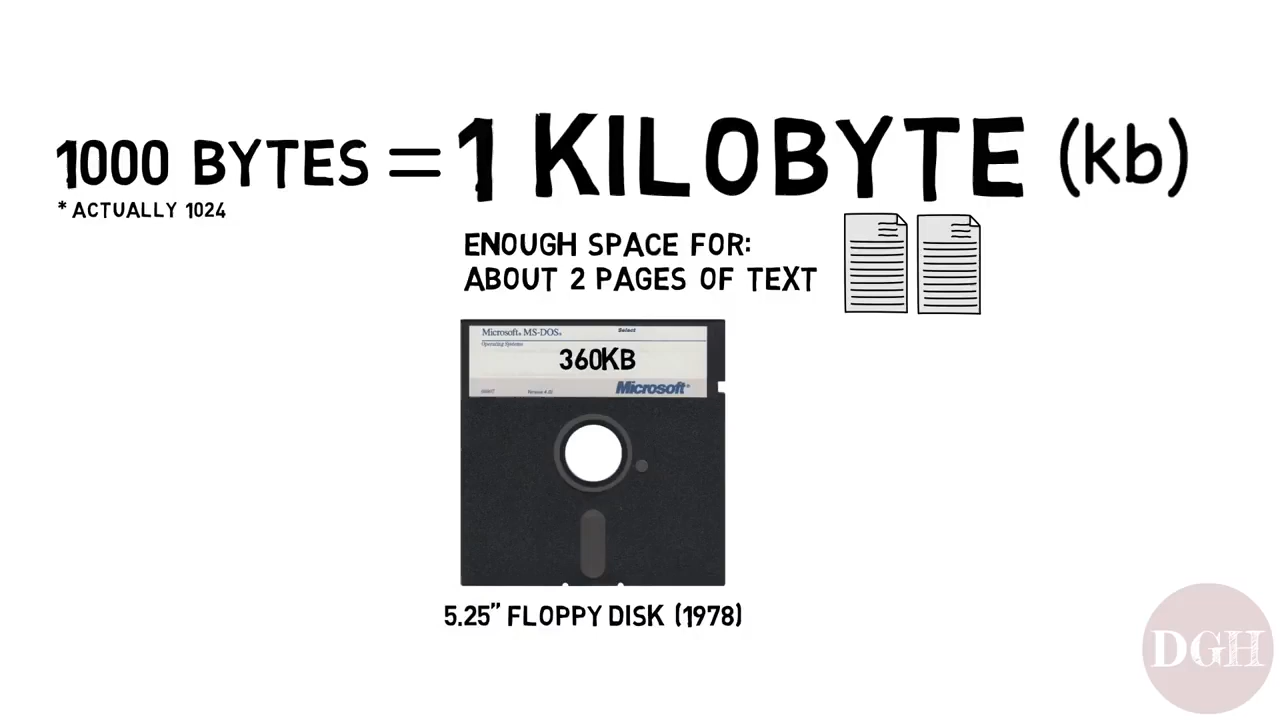 1000 BYTES = 1 KILOBYTE (kb)
* ACTUALLY 1024
ENOUGH SPACE FOR:
ABOUT 2 PAGES OF TEXT
Microsoft® MS-DOS®
Select
Operating Systems
360KB
Microsoft®
5.25" FLOPPY DISK (1978)
DGH